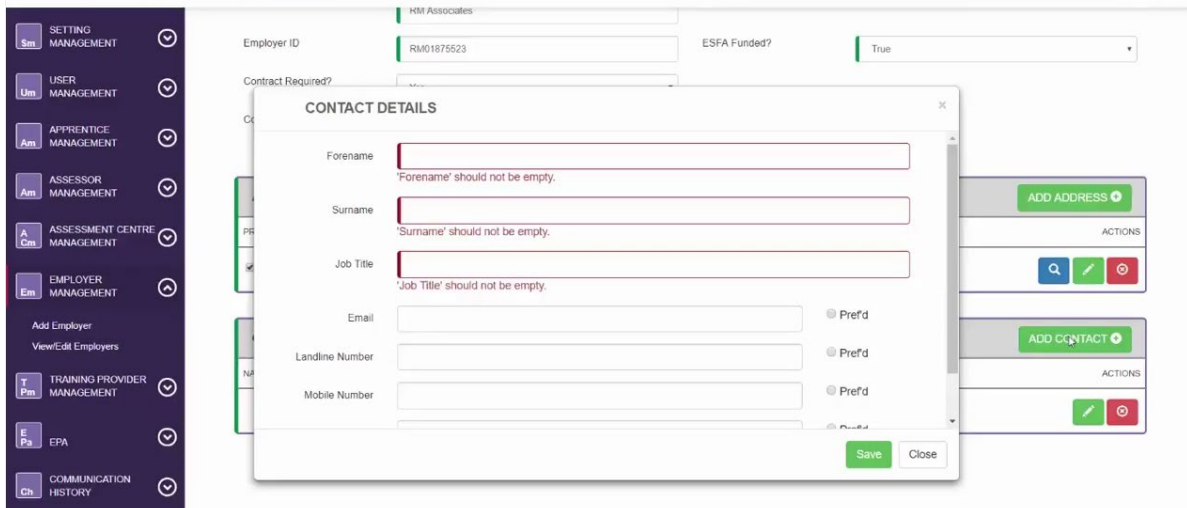 Sm
SETTING
MANAGEMENT
Um
USER
MANAGEMENT
Am
APPRENTICE
MANAGEMENT
Am
ASSESSOR
MANAGEMENT
A
Cm
ASSESSMENT CENTRE
MANAGEMENT
Em
EMPLOYER
MANAGEMENT
Add Employer
View/Edit Employers
T
Pm
TRAINING PROVIDER
MANAGEMENT
E
Pa
EPA
Ch
COMMUNICATION
HISTORY
RM Associates
Employer ID
RM01875523
ESFA Funded?
True
Contract Required?
CONTACT DETAILS
×
Forename
'Forename' should not be empty.
Surname
'Surname' should not be empty.
Job Title
'Job Title' should not be empty.
Email
Pref'd
Landline Number
Pref'd
Mobile Number
Pref'd
Pref'd
Save
Close
ADD ADDRESS
ACTIONS
ADD CONTACT
ACTIONS